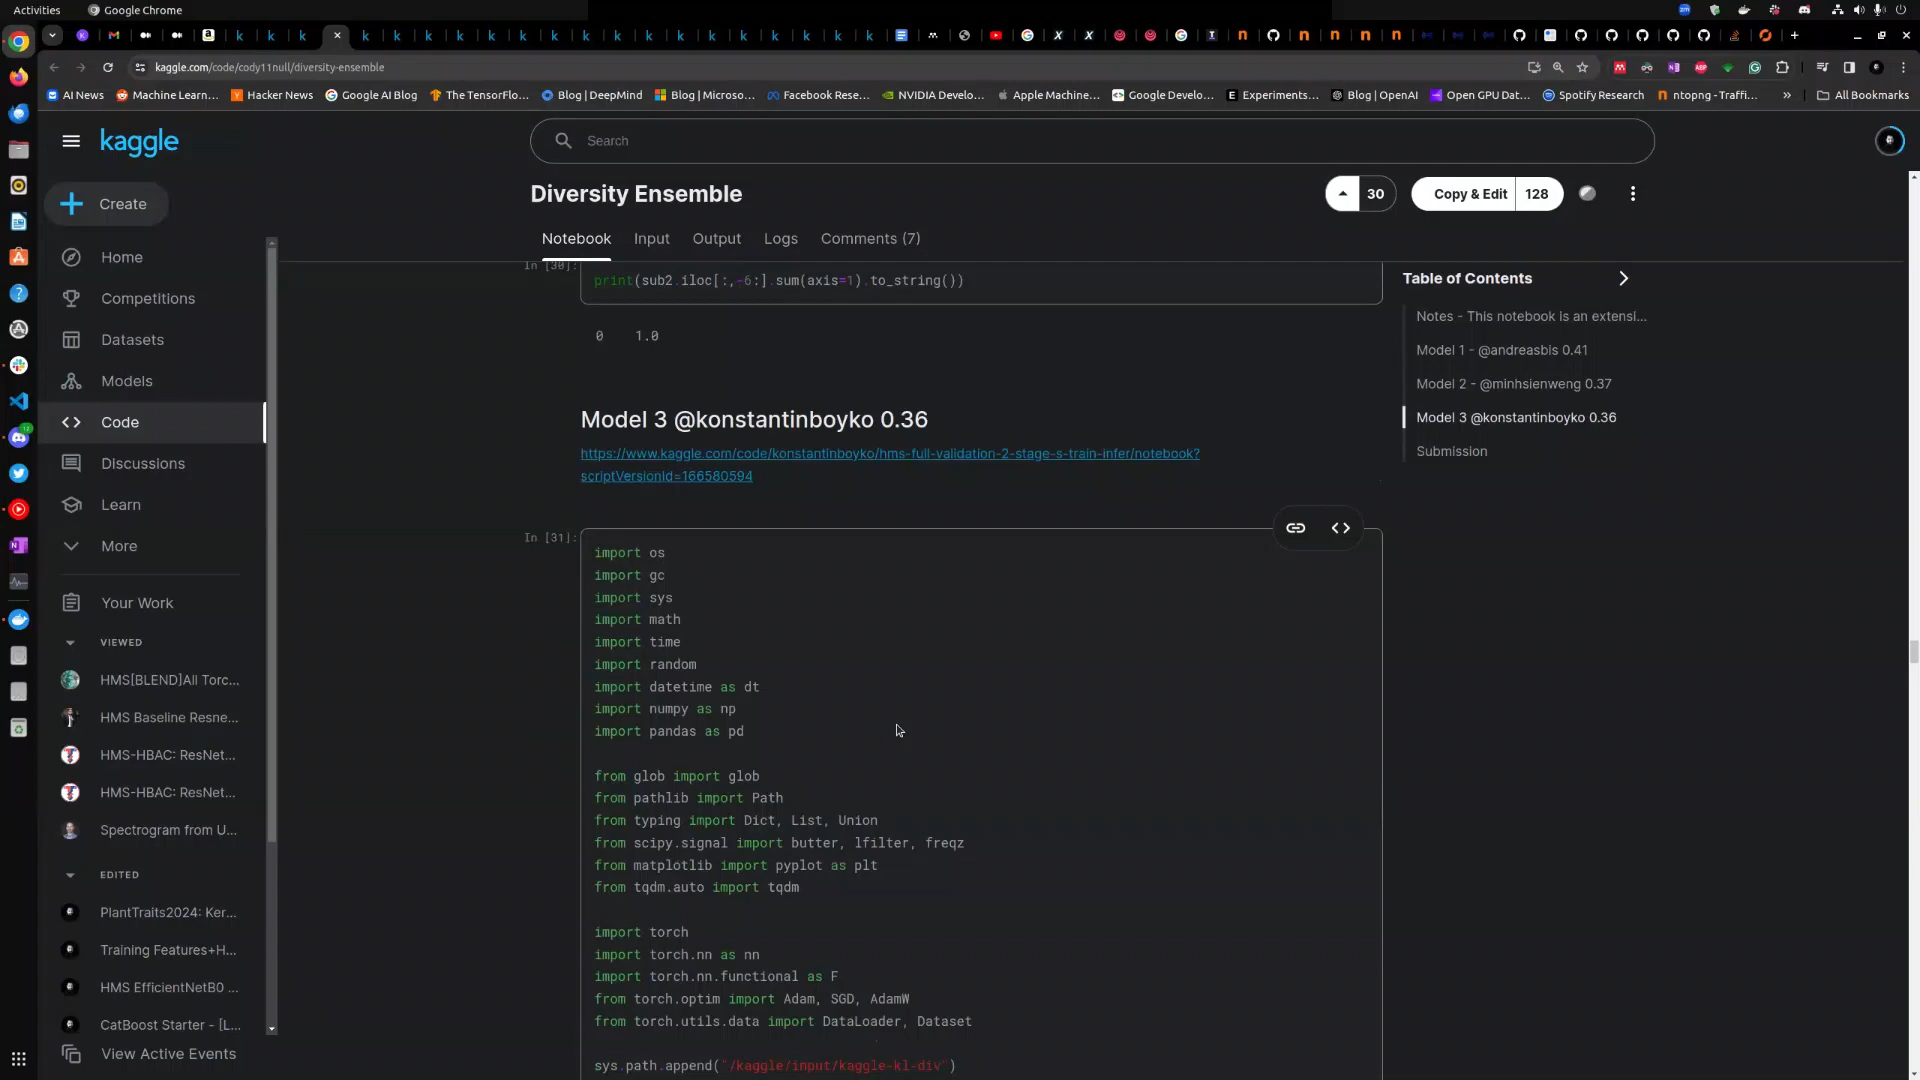 Activities
Google Chrome
kaggle.com/code/cody11null/diversity-ensemble
AI News
Machine Learn...
Hacker News
Google AI Blog
The TensorFlo...
Blog | DeepMind
Blog | Microso...
Facebook Rese...
NVIDIA Develo...
Apple Machine...
Google Develo...
Experiments...
Blog | OpenAI
Open GPU Dat...
Spotify Research
ntopng - Traffi...
»
All Bookmarks
kaggle
Search
Create
Diversity Ensemble
30
Copy & Edit
128
Notebook
Input
Output
Logs
Comments (7)
Home
Competitions
Datasets
Models
Code
Discussions
Learn
More
Your Work
VIEWED
HMS[BLEND]All Torc...
HMS Baseline Resne...
HMS-HBAC: ResNet...
HMS-HBAC: ResNet...
Spectrogram from U...
EDITED
PlantTraits2024: Ker...
Training Features+H...
HMS EfficientNetB0 ...
CatBoost Starter - [L...
View Active Events
In [30]:
print(sub2.iloc[:,-6:].sum(axis=1).to_string())
0    1.0
Model 3 @konstantinboyko 0.36
https://www.kaggle.com/code/konstantinboyko/hms-full-validation-2-stage-s-train-infer/notebook?
scriptVersionId=166580594
In [31]:
import os
import gc
import sys
import math
import time
import random
import datetime as dt
import numpy as np
import pandas as pd
from glob import glob
from pathlib import Path
from typing import Dict, List, Union
from scipy.signal import butter, lfilter, freqz
from matplotlib import pyplot as plt
from tqdm.auto import tqdm
import torch
import torch.nn as nn
import torch.nn.functional as F
from torch.optim import Adam, SGD, AdamW
from torch.utils.data import DataLoader, Dataset
sys.path.append("/kaggle/input/kaggle-kl-div")
Table of Contents
Notes - This notebook is an extensi...
Model 1 - @andreasbis 0.41
Model 2 - @minhsienweng 0.37
Model 3 @konstantinboyko 0.36
Submission